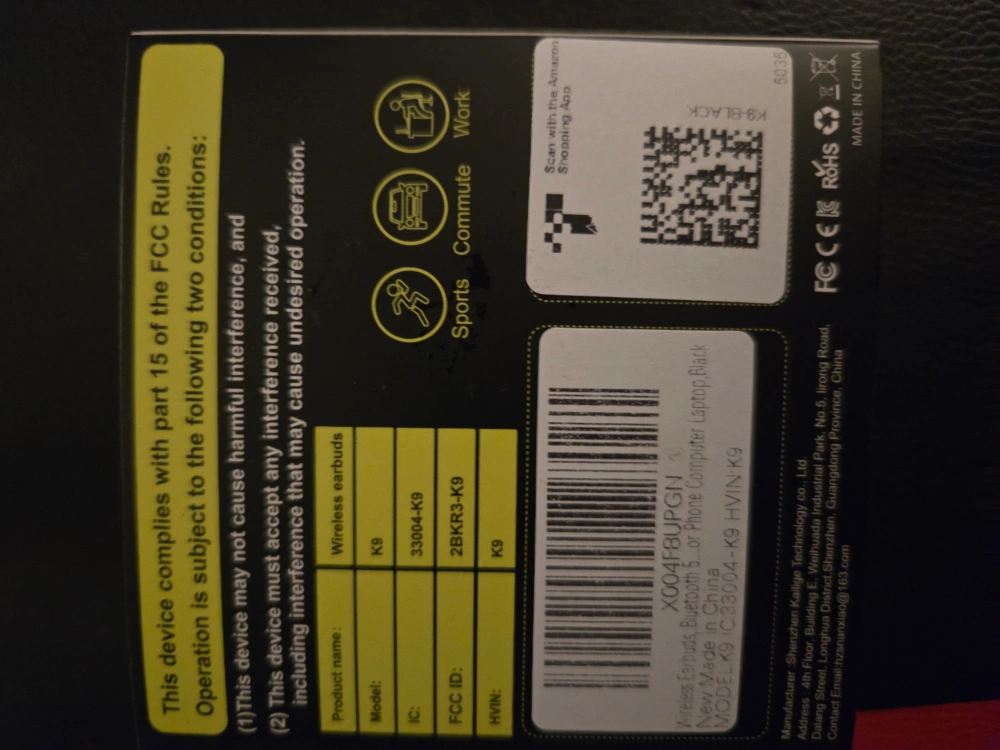 This device complies with part 15 of the FCC Rules.
Operation is subject to the following two conditions:
(1)This device may not cause harmful interference, and
(2) This device must accept any interference received,
including interference that may cause undesired operation.
Product name: Wireless earbuds
Model: K9
IC: 33004-K9
FCC ID: 2BKR3-K9
HVIN: K9
Sports Commute Work
X004F8UPGN
Wireless Earbuds, Bluetooth 5....or Phone Computer Laptop,Black
New Made in China
MODEL:K9 IC:33004-K9 HVIN:K9
Scan with the Amazon
Shopping App
K9-BLACK
5035
Manufacturer :Shenzhen Kailige Technology co., Ltd.
Address: 4th Floor, Building E, Weihuada Industrial Park, No 5, lirong Road,
Dalang Street, Longhua District,Shenzhen, Guangdong Province, China
Contact Email:hzsnanxiao@163.com
FC CE RoHS
MADE IN CHINA